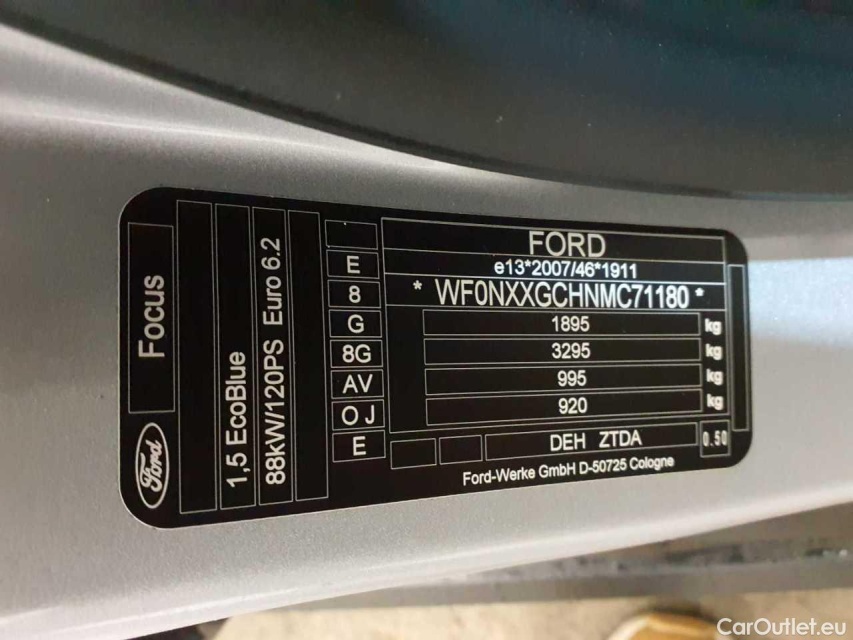 Focus
Ford
1,5 EcoBlue
88kW/120PS Euro 6.2
E
8
G
8G
AV
OJ
E
FORD
e13*2007/46*1911
* WF0NXXGCHNMC71180 *
1895 kg
3295 kg
995 kg
920 kg
DEH ZTDA 0.50
Ford-Werke GmbH D-50725 Cologne
CarOutlet.eu